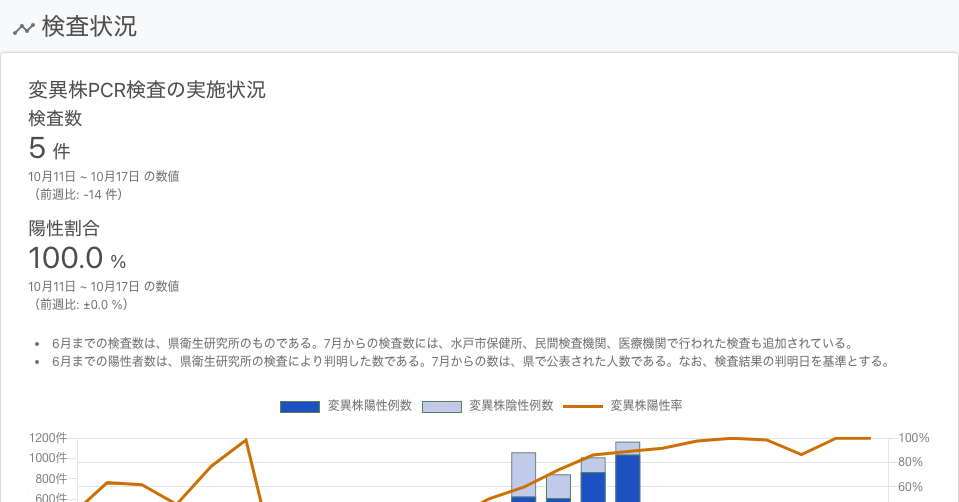 検査状況
変異株PCR検査の実施状況
検査数
5 件
10月11日 ~ 10月17日 の数値
（前週比: -14 件）
陽性割合
100.0 %
10月11日 ~ 10月17日 の数値
（前週比: ±0.0 %）
• 6月までの検査数は、県衛生研究所のものである。7月からの検査数には、水戸市保健所、民間検査機関、医療機関で行われた検査も追加されている。
• 6月までの陽性者数は、県衛生研究所の検査により判明した数である。7月からの数は、県で公表された人数である。なお、検査結果の判明日を基準とする。
変異株陽性例数 変異株陰性例数 変異株陽性率
1200件 100%
1000件 80%
800件 60%
600件